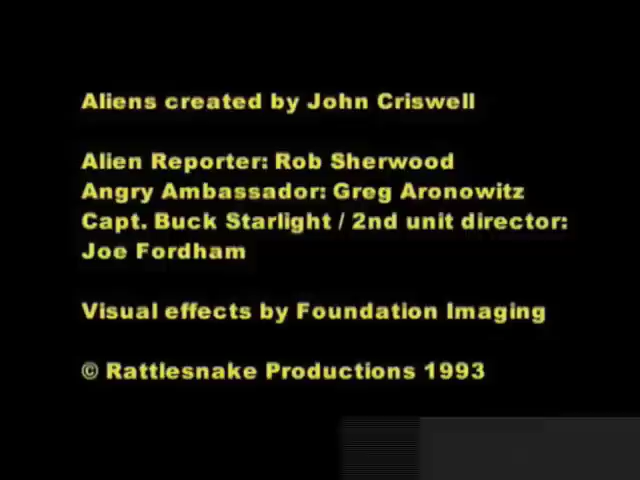 Aliens created by John Criswell
Alien Reporter: Rob Sherwood
Angry Ambassador: Greg Aronowitz
Capt. Buck Starlight / 2nd unit director:
Joe Fordham
Visual effects by Foundation Imaging
© Rattlesnake Productions 1993